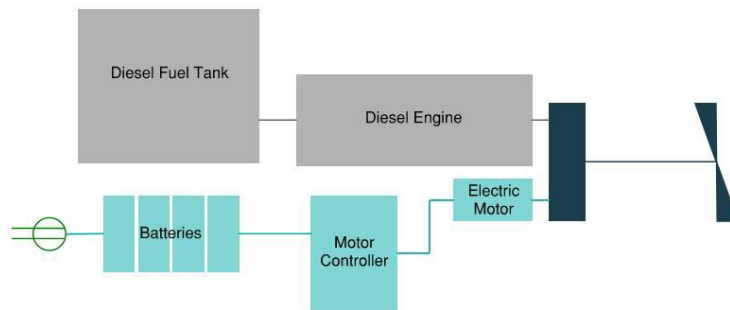 Diesel Fuel Tank
Diesel Engine
Electric
Motor
Batteries
Motor
Controller